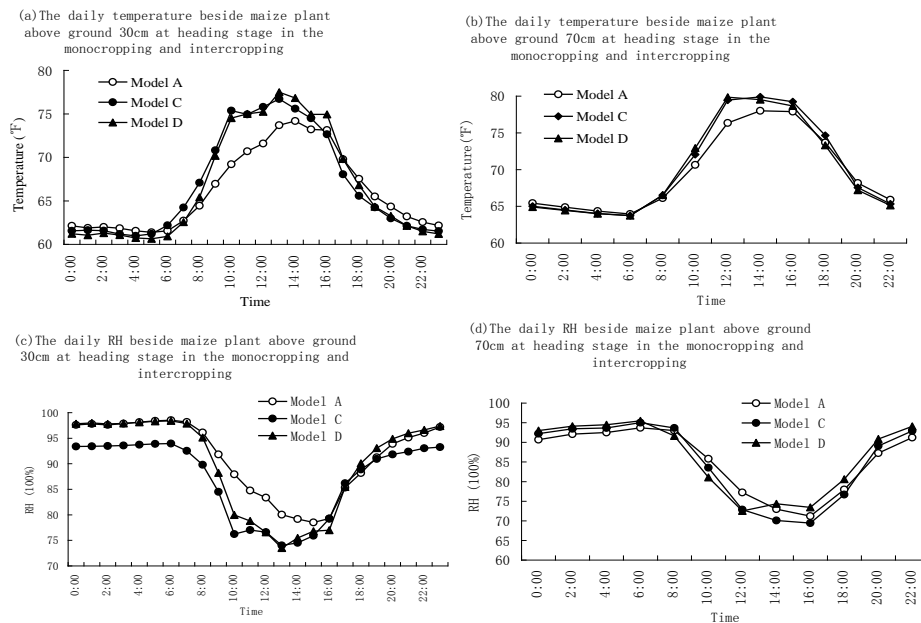 (a)The daily temperature beside maize plant
above ground 30cm at heading stage in the
monocropping and intercropping
80
75
70
65
60
Temperature(℉)
Model A
Model C
Model D
0:00
2:00
4:00
6:00
8:00
10:00
12:00
14:00
16:00
18:00
20:00
22:00
Time
(b)The daily temperature beside maize plant
above ground 70cm at heading stage in the
monocropping and intercropping
80
75
70
65
60
Temperature(℉)
Model A
Model C
Model D
0:00
2:00
4:00
6:00
8:00
10:00
12:00
14:00
16:00
18:00
20:00
22:00
Time
(c)The daily RH beside maize plant above ground
30cm at heading stage in the monocropping and
intercropping
100
95
90
85
80
75
70
RH (100%)
Model A
Model C
Model D
0:00
2:00
4:00
6:00
8:00
10:00
12:00
14:00
16:00
18:00
20:00
22:00
Time
(d)The daily RH beside maize plant above ground
70cm at heading stage in the monocropping and
intercropping
100
95
90
85
80
75
70
65
60
RH (100%)
Model A
Model C
Model D
0:00
2:00
4:00
6:00
8:00
10:00
12:00
14:00
16:00
18:00
20:00
22:00
Time